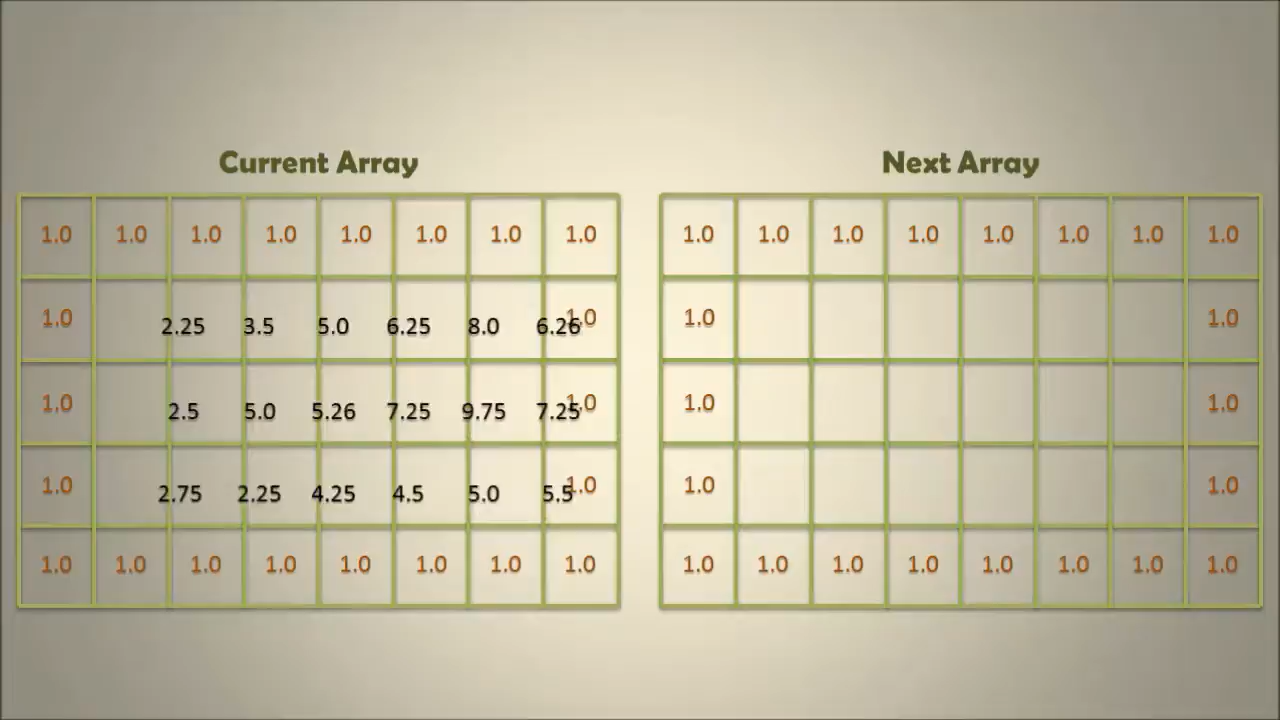 Current Array
Next Array
1.0 1.0 1.0 1.0 1.0 1.0 1.0 1.0 1.0 1.0 1.0 1.0 1.0 1.0 1.0 1.0
1.0 2.25 3.5 5.0 6.25 8.0 6.26 1.0 1.0 1.0
1.0 2.5 5.0 5.26 7.25 9.75 7.25 1.0 1.0 1.0
1.0 2.75 2.25 4.25 4.5 5.0 5.5 1.0 1.0 1.0
1.0 1.0 1.0 1.0 1.0 1.0 1.0 1.0 1.0 1.0 1.0 1.0 1.0 1.0 1.0 1.0